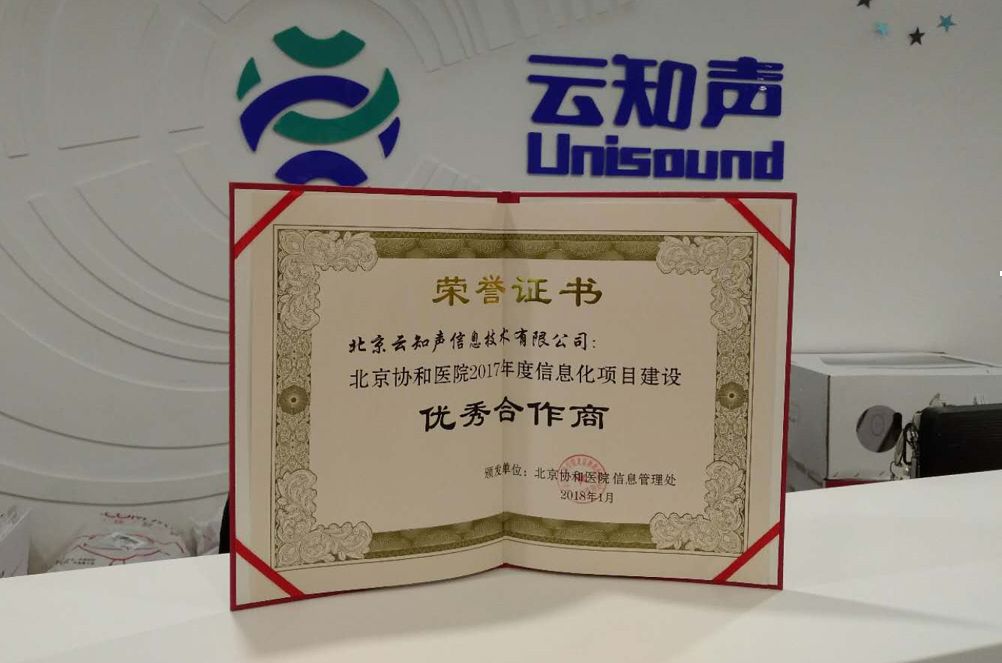 云知声
Unisound
荣誉证书
北京云知声信息技术有限公司：
北京协和医院2017年度信息化项目建设
优秀合作商
颁发单位：北京协和医院 信息管理处
2018年1月